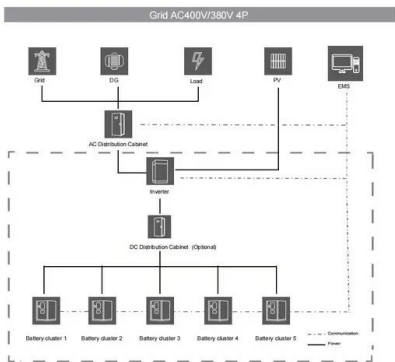 Grid AC400V/380V 4P
Grid
DG
Load
PV
EMS
AC Distribution Cabinet
Inverter
DC Distribution Cabinet (Optional)
Battery cluster 1
Battery cluster 2
Battery cluster 3
Battery cluster 4
Battery cluster 5
Communication
Power